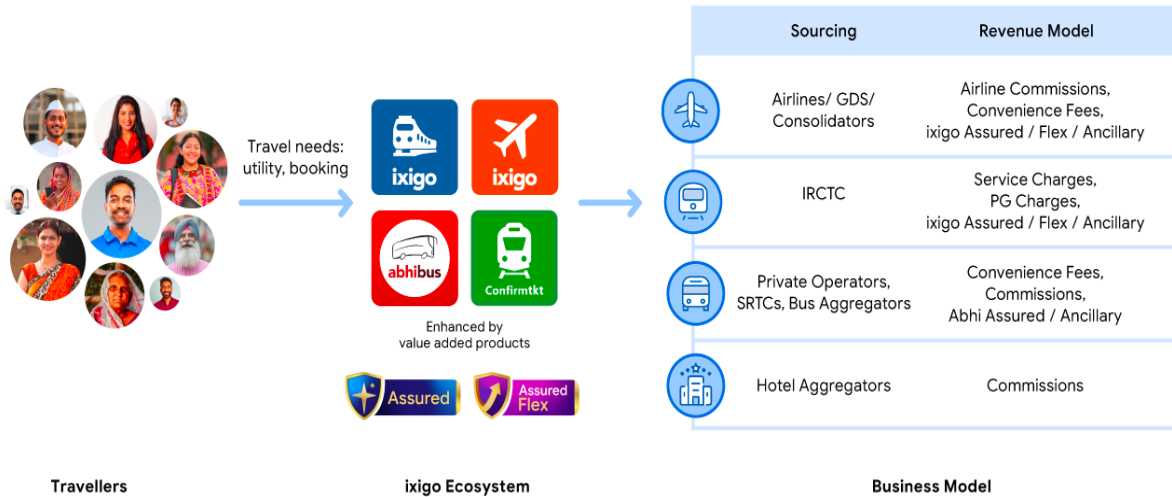 Sourcing
Revenue Model
Travel needs:
utility, booking
ixigo
ixigo
abhibus
Confirmtkt
Enhanced by
value added products
Assured
Assured
Flex
Airlines/ GDS/
Consolidators
Airline Commissions,
Convenience Fees,
ixigo Assured / Flex / Ancillary
IRCTC
Service Charges,
PG Charges,
ixigo Assured / Flex / Ancillary
Private Operators,
SRTCs, Bus Aggregators
Convenience Fees,
Commissions,
Abhi Assured / Ancillary
Hotel Aggregators
Commissions
Travellers
ixigo Ecosystem
Business Model